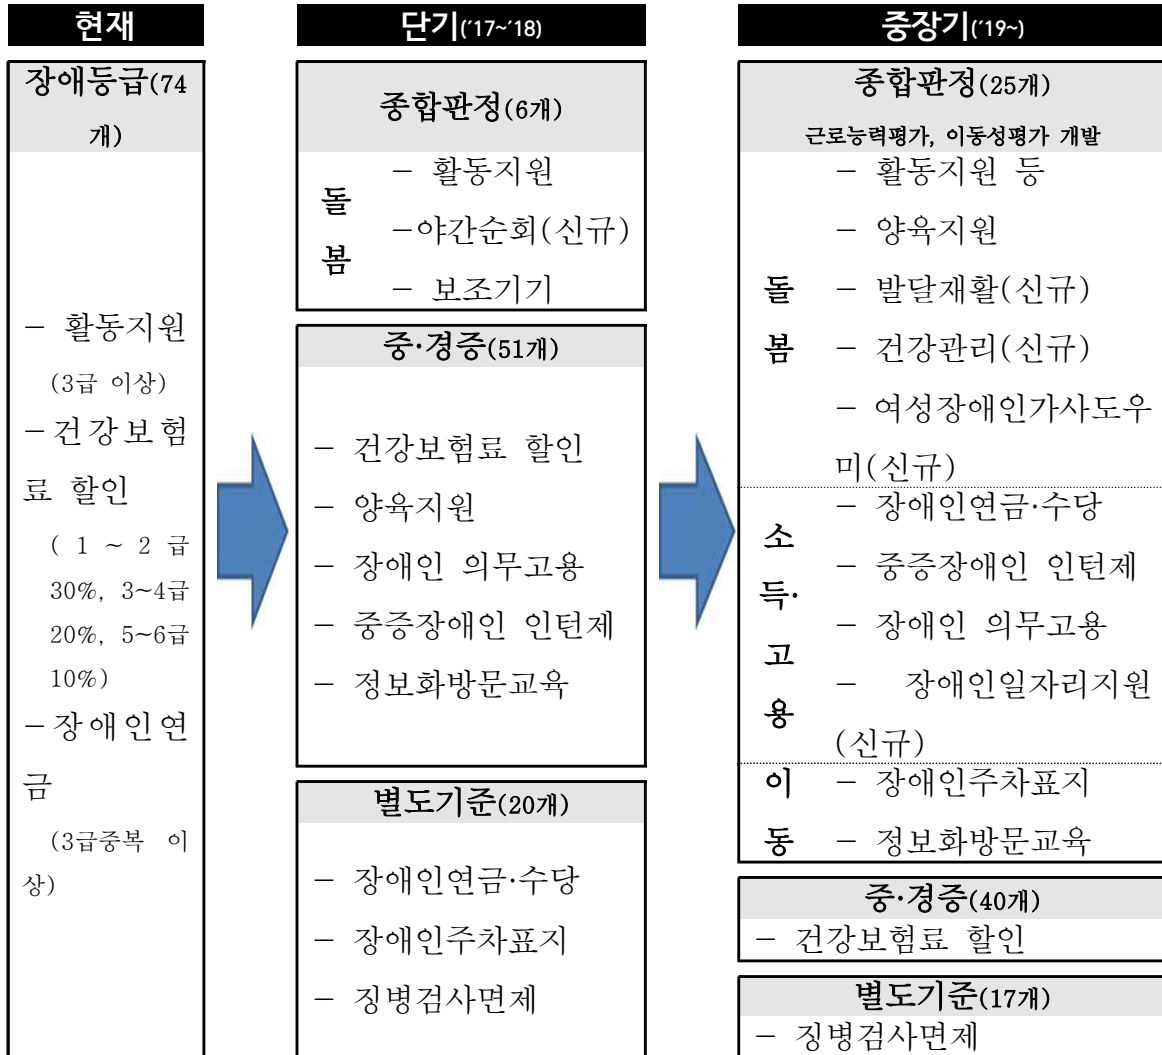 현재
장애등급(74
개)
- 활동지원
(3급 이상)
-건강보험
료 할인
( 1 ~ 2 급
30%, 3~4급
20%, 5~6급
10%)
-장애인연
금
(3급중복 이
상)
단기(′17~′18)
종합판정(6개)
돌
봄
- 활동지원
-야간순회(신규)
- 보조기기
중·경증(51개)
- 건강보험료 할인
- 양육지원
- 장애인 의무고용
- 중증장애인 인턴제
- 정보화방문교육
별도기준(20개)
- 장애인연금·수당
- 장애인주차표지
- 징병검사면제
중장기(′19~)
종합판정(25개)
근로능력평가, 이동성평가 개발
돌
봄
- 활동지원 등
- 양육지원
- 발달재활(신규)
- 건강관리(신규)
- 여성장애인가사도우
미(신규)
소
득·
고
용
- 장애인연금·수당
- 중증장애인 인턴제
- 장애인 의무고용
- 장애인일자리지원
(신규)
이
동
- 장애인주차표지
- 정보화방문교육
중·경증(40개)
- 건강보험료 할인
별도기준(17개)
- 징병검사면제